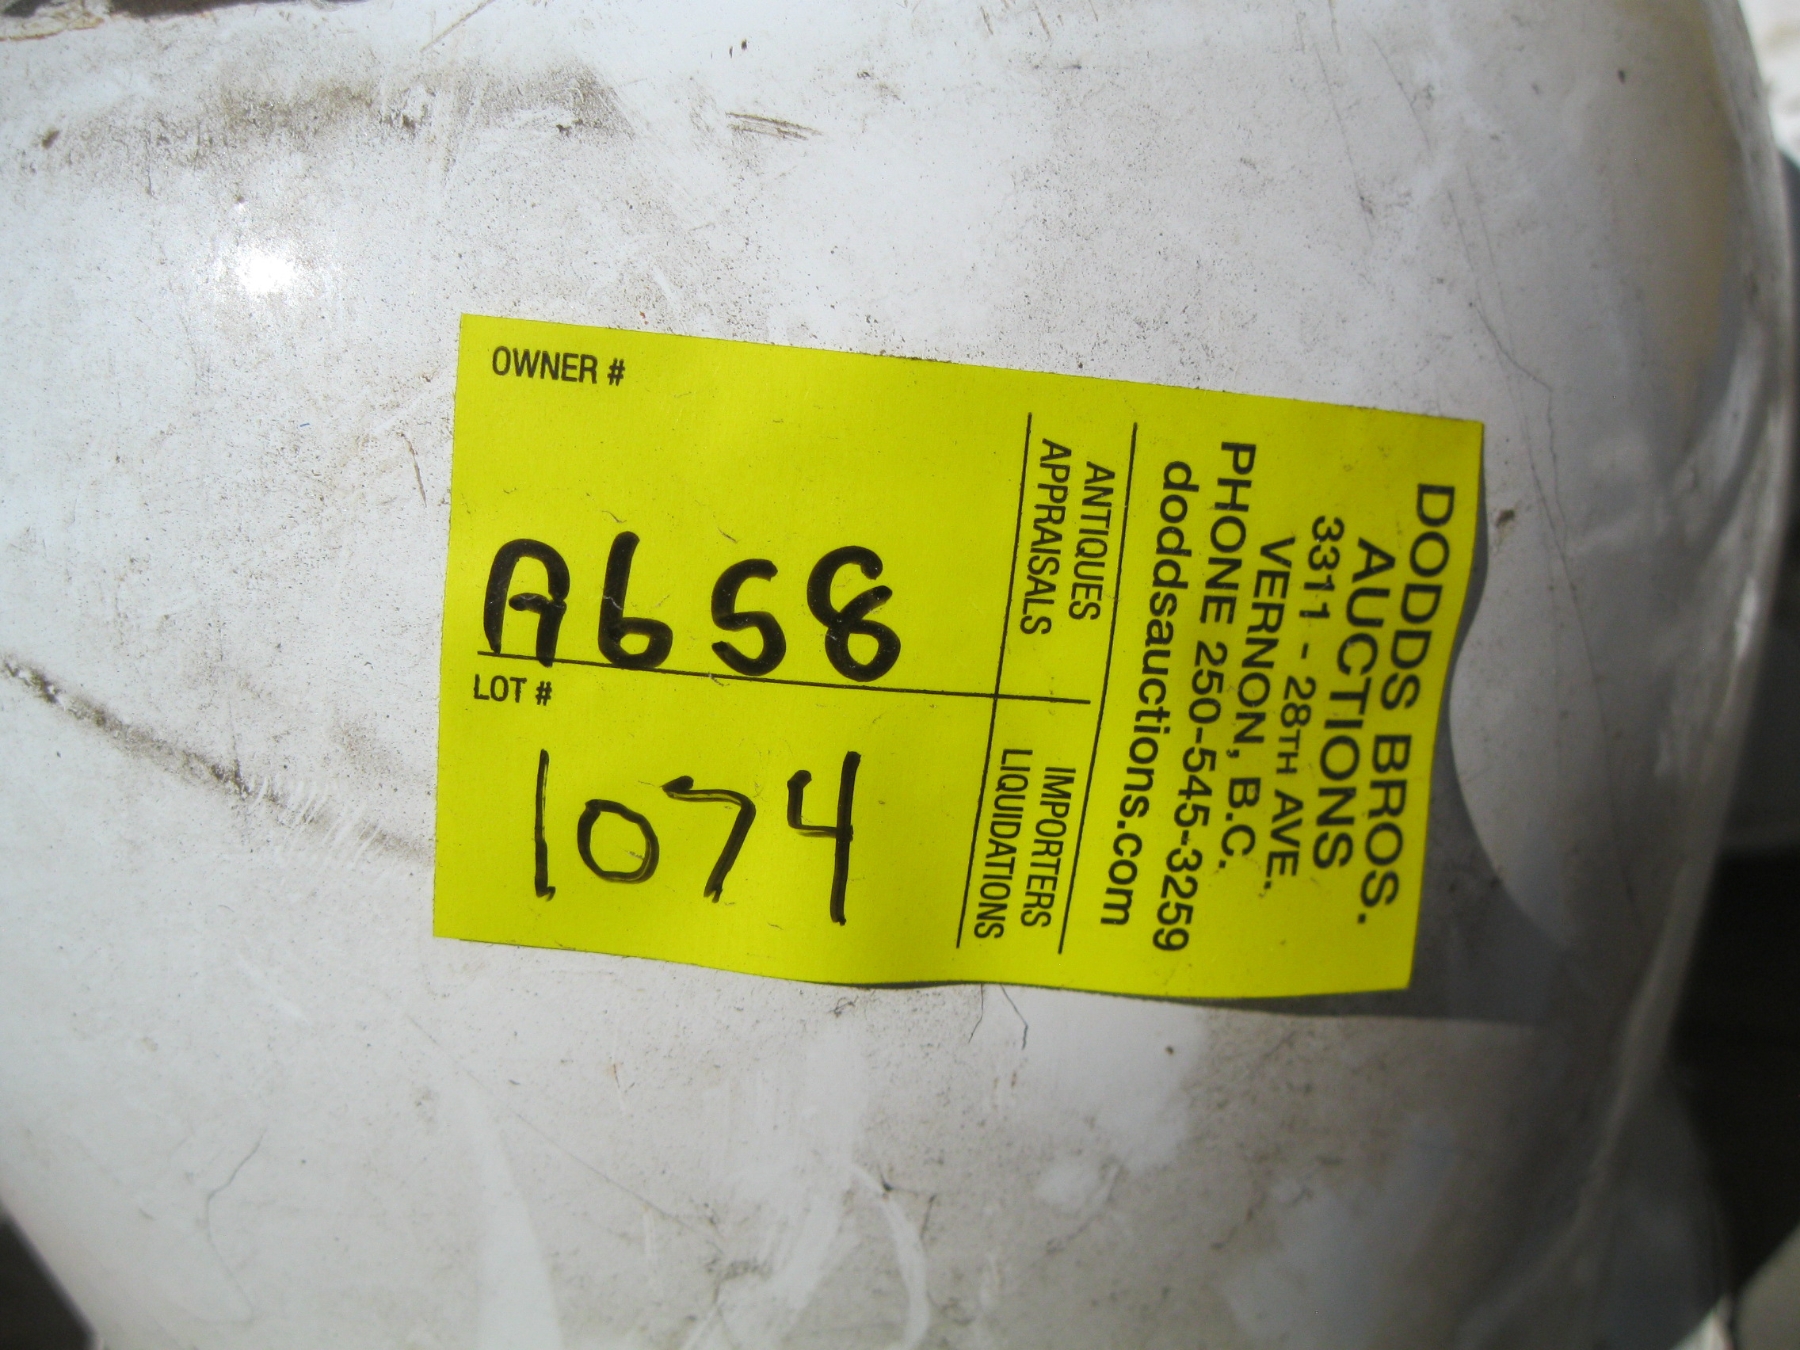 DODDS BROS.
AUCTIONS
3311 - 28TH AVE.
VERNON, B.C.
PHONE 250-545-3259
doddsauctions.com
ANTIQUES
APPRAISALS
IMPORTERS
LIQUIDATIONS
OWNER #
A658
LOT #
1074